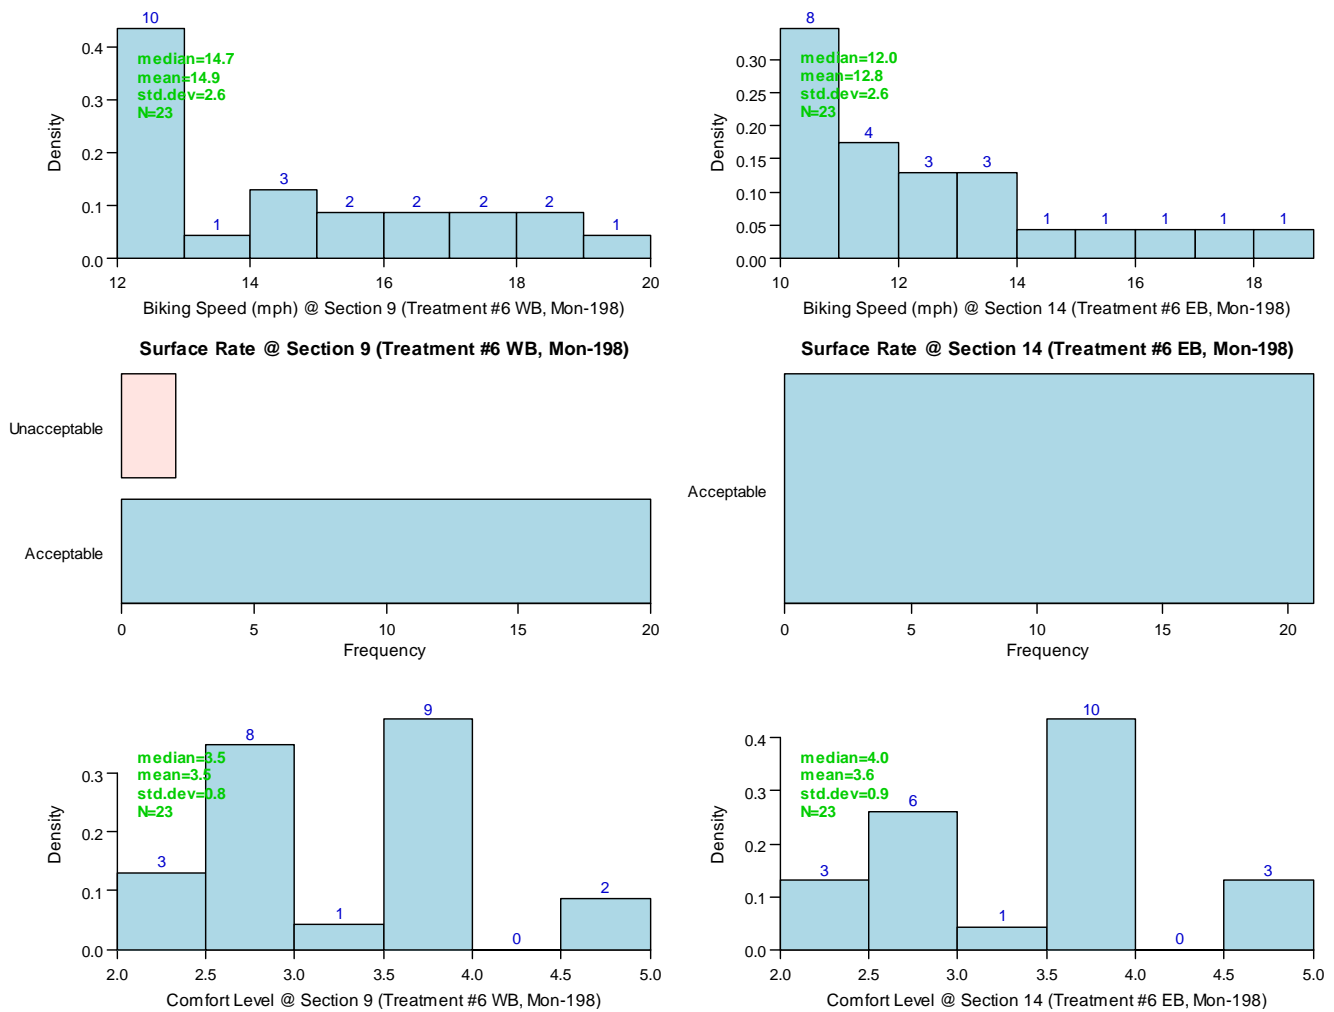 10
0.4
0.3
0.2
0.1
0.0
Density
median=14.7
mean=14.9
std.dev=2.6
N=23
1
3
2
2
2
2
1
12
14
16
18
20
Biking Speed (mph) @ Section 9 (Treatment #6 WB, Mon-198)
8
0.30
0.25
0.20
0.15
0.10
0.05
0.00
Density
median=12.0
mean=12.8
std.dev=2.6
N=23
4
3
3
1
1
1
1
1
10
12
14
16
18
Biking Speed (mph) @ Section 14 (Treatment #6 EB, Mon-198)
Surface Rate @ Section 9 (Treatment #6 WB, Mon-198)
Unacceptable
Acceptable
0
5
10
15
20
Frequency
Surface Rate @ Section 14 (Treatment #6 EB, Mon-198)
Acceptable
0
5
10
15
20
Frequency
0.3
0.2
0.1
0.0
Density
median=3.5
mean=3.5
std.dev=0.8
N=23
3
8
1
9
0
2
2.0
2.5
3.0
3.5
4.0
4.5
5.0
Comfort Level @ Section 9 (Treatment #6 WB, Mon-198)
0.4
0.3
0.2
0.1
0.0
Density
median=4.0
mean=3.6
std.dev=0.9
N=23
3
6
1
10
0
3
2.0
2.5
3.0
3.5
4.0
4.5
5.0
Comfort Level @ Section 14 (Treatment #6 EB, Mon-198)